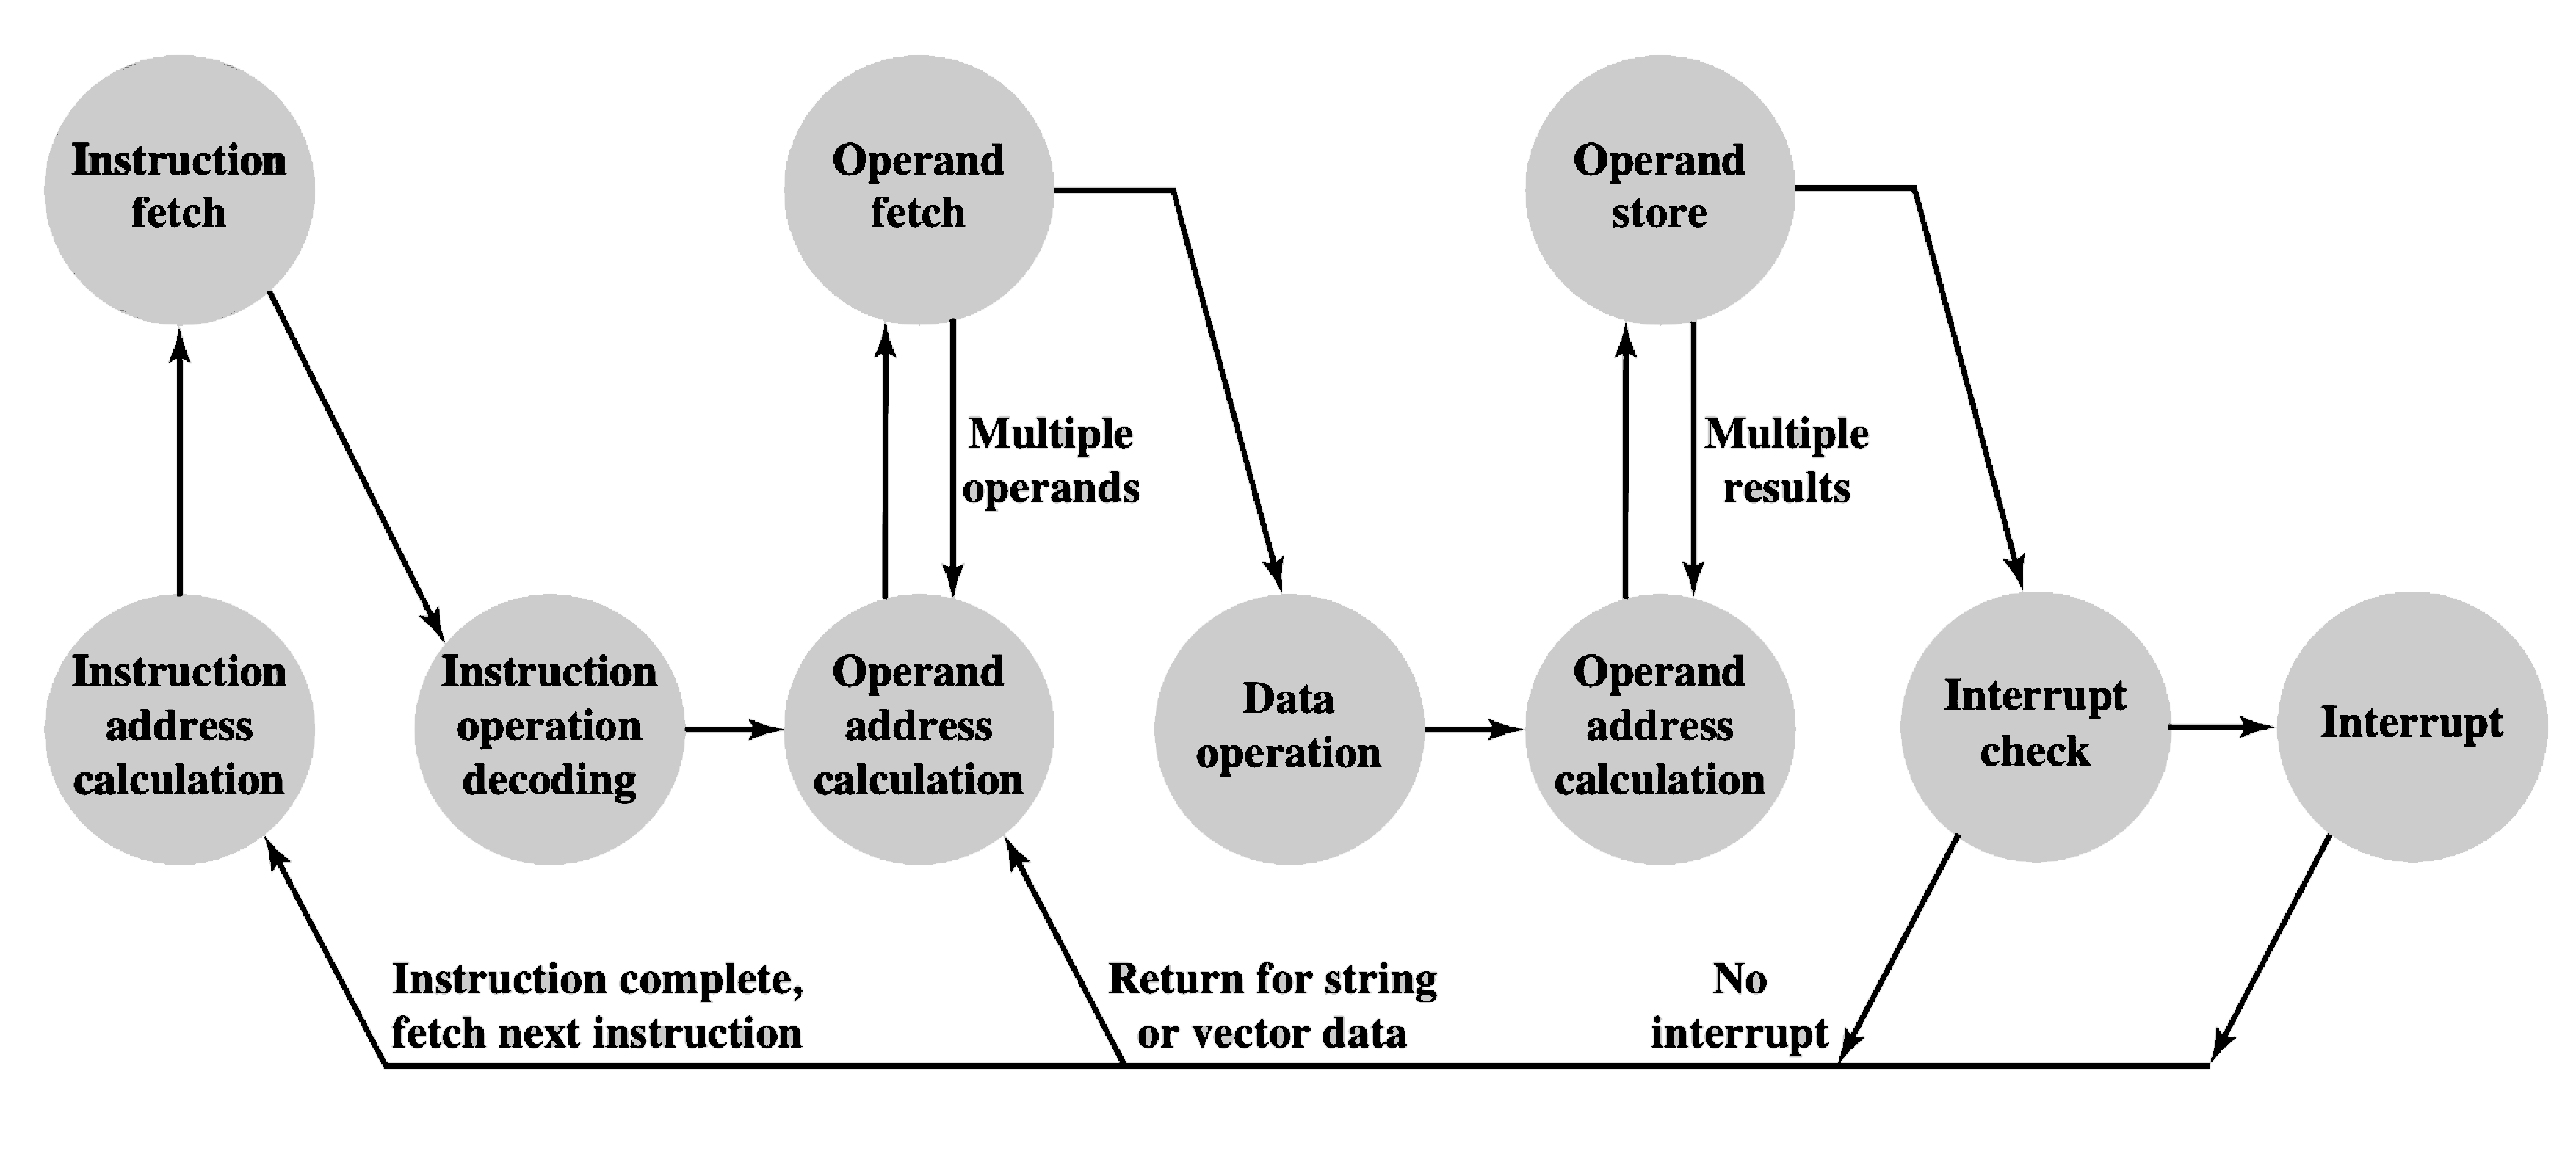 Instruction
fetch
Operand
fetch
Operand
store
Multiple
operands
Multiple
results
Instruction
address
calculation
Instruction
operation
decoding
Operand
address
calculation
Data
operation
Operand
address
calculation
Interrupt
check
Interrupt
Instruction complete,
fetch next instruction
Return for string
or vector data
No
interrupt